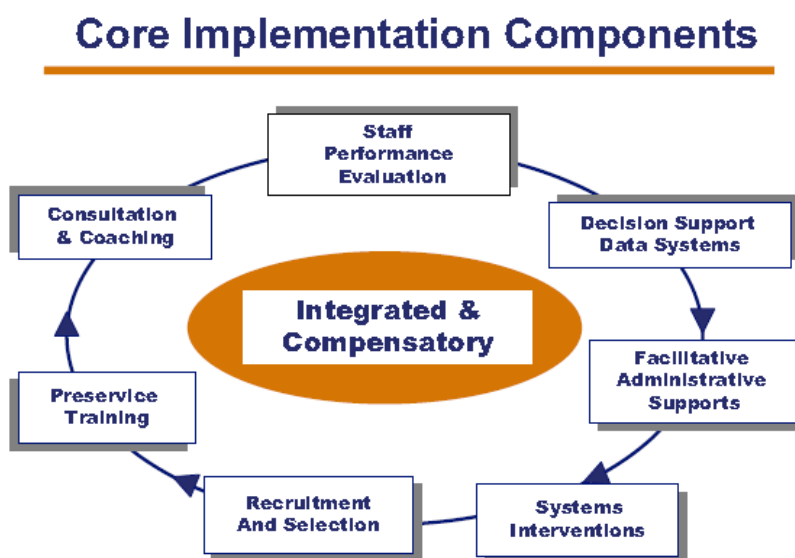 Core Implementation Components
Staff
Performance
Evaluation
Consultation
& Coaching
Decision Support
Data Systems
Integrated &
Compensatory
Facilitative
Administrative
Supports
Preservice
Training
Recruitment
And Selection
Systems
Interventions